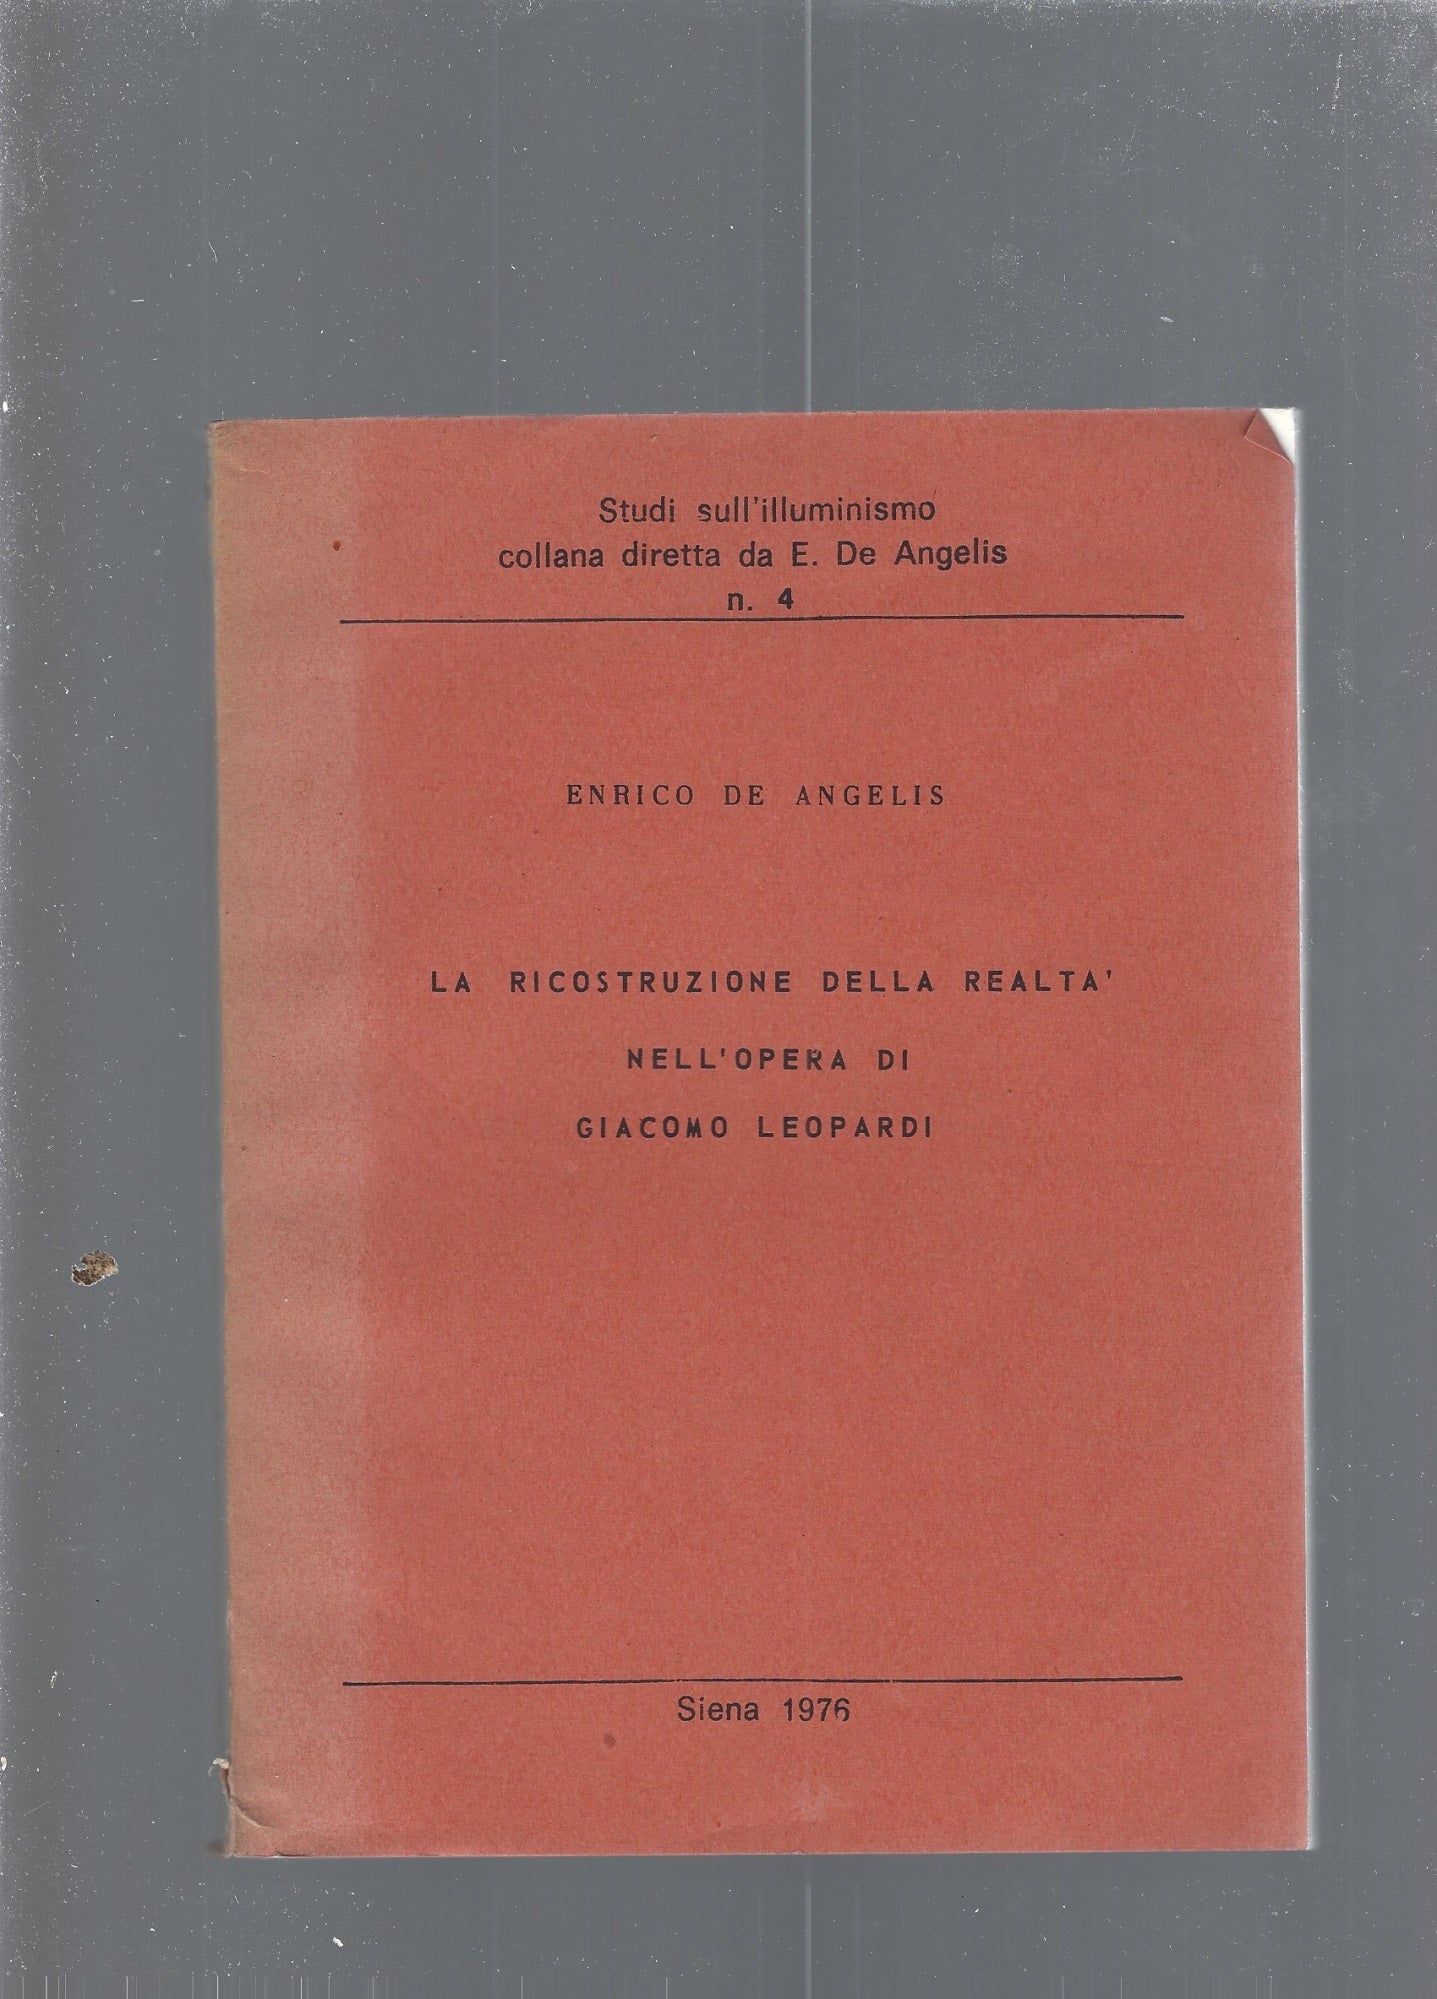 Studi sull'illuminismo
collana diretta da E. De Angelis
n. 4
ENRICO DE ANGELIS
LA RICOSTRUZIONE DELLA REALTA'
NELL'OPERA DI
GIACOMO LEOPARDI
Siena 1976